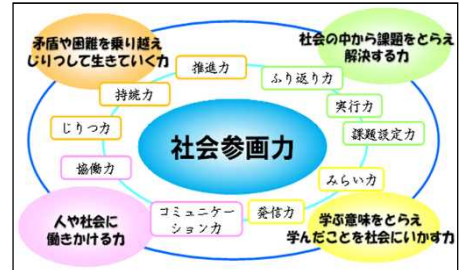 矛盾や困難を乗り越え
じりつして生きていく力
社会の中から課題をとらえ
解決する力
推進力
ふり返り力
持続力
実行力
じりつ力
課題設定力
社会参画力
協働力
みらい力
コミュニケー
ション力
発信力
人や社会に
働きかける力
学ぶ意味をとらえ
学んだことを社会にいかす力